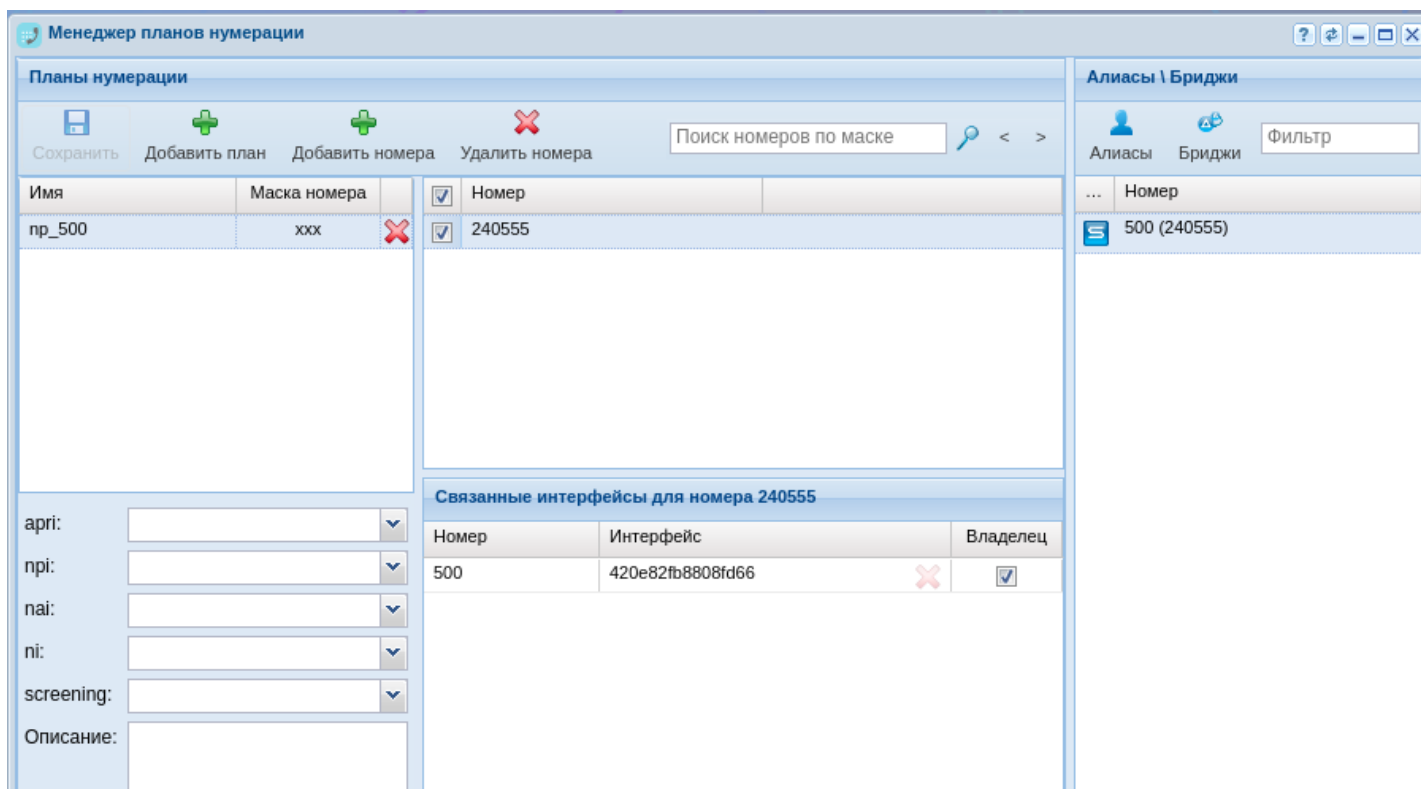 Менеджер планов нумерации
Планы нумерации
Алиасы \ Бриджи
Сохранить Добавить план Добавить номера Удалить номера Поиск номеров по маске < >
Алиасы Бриджи Фильтр
Имя Маска номера Номер
... Номер
np_500 xxx 240555
500 (240555)
Связанные интерфейсы для номера 240555
Номер Интерфейс Владелец
500 420e82fb8808fd66
apri:
npi:
nai:
ni:
screening:
Описание: